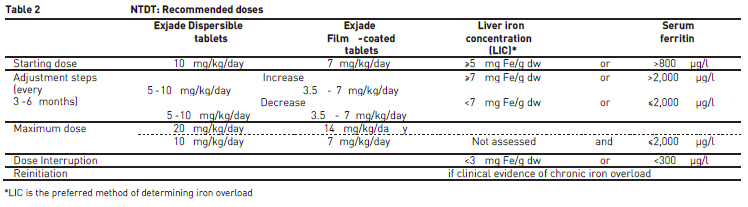 Table 2 NTDT: Recommended doses
Exjade Dispersible tablets Exjade Film -coated tablets Liver iron concentration (LIC)* Serum ferritin
Starting dose 10 mg/kg/day 7 mg/kg/day ⩾5 mg Fe/g dw or >800 µg/l
Adjustment steps (every 3 -6 months) Increase ⩾7 mg Fe/g dw or >2,000 µg/l
5 -10 mg/kg/day 3.5 - 7 mg/kg/day
Decrease <7 mg Fe/g dw or ⩽2,000 µg/l
5 -10 mg/kg/day 3.5 - 7 mg/kg/day
Maximum dose 20 mg/kg/day 14 mg/kg/da y
10 mg/kg/day 7 mg/kg/day Not assessed and ⩽2,000 µg/l
Dose Interruption <3 mg Fe/g dw or <300 µg/l
Reinitiation if clinical evidence of chronic iron overload
*LIC is the preferred method of determining iron overload